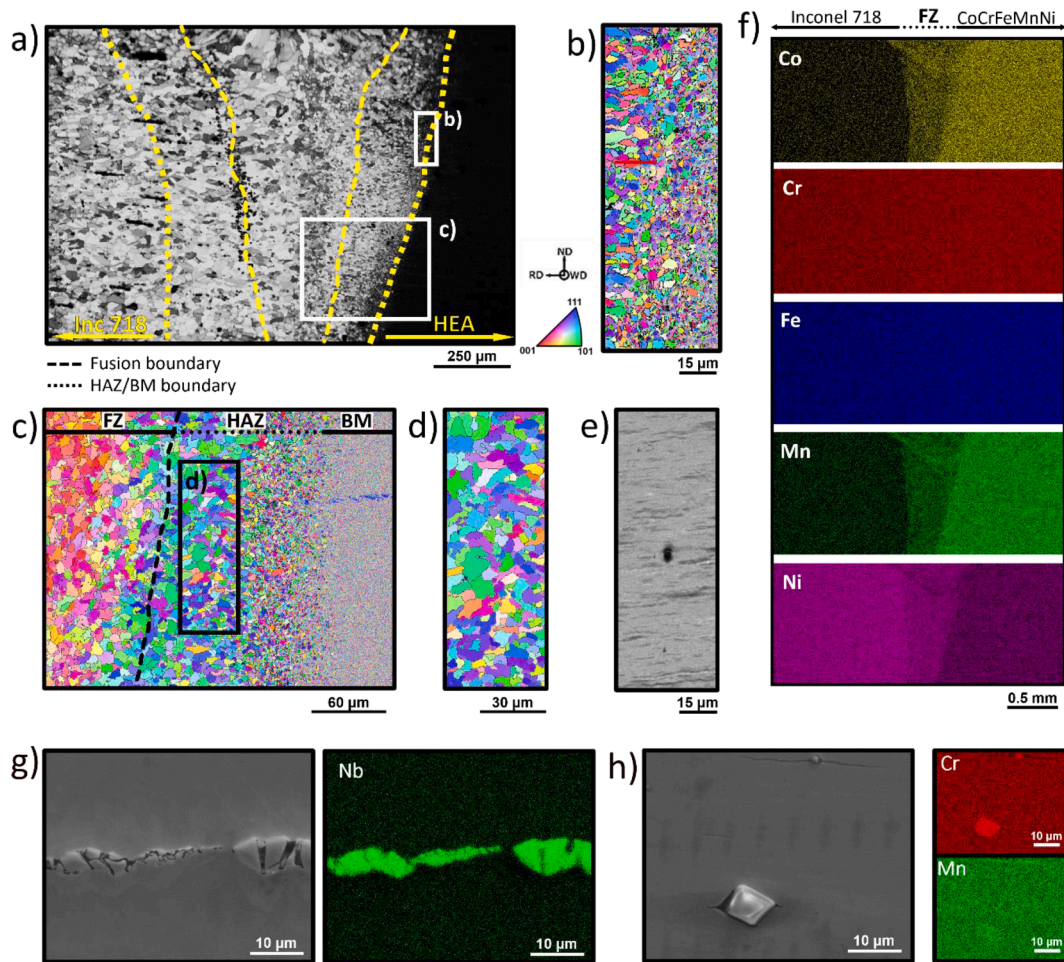 a)
b)
c)
Inc 718
HEA
250 µm
Fusion boundary
HAZ/BM boundary
b)
ND
RD
WD
111
001
101
15 µm
c)
FZ
HAZ
BM
d)
60 µm
d)
30 µm
e)
15 µm
f)
Inconel 718
FZ
CoCrFeMnNi
Co
Cr
Fe
Mn
Ni
0.5 mm
g)
10 µm
Nb
10 µm
h)
10 µm
Cr
10 µm
Mn
10 µm